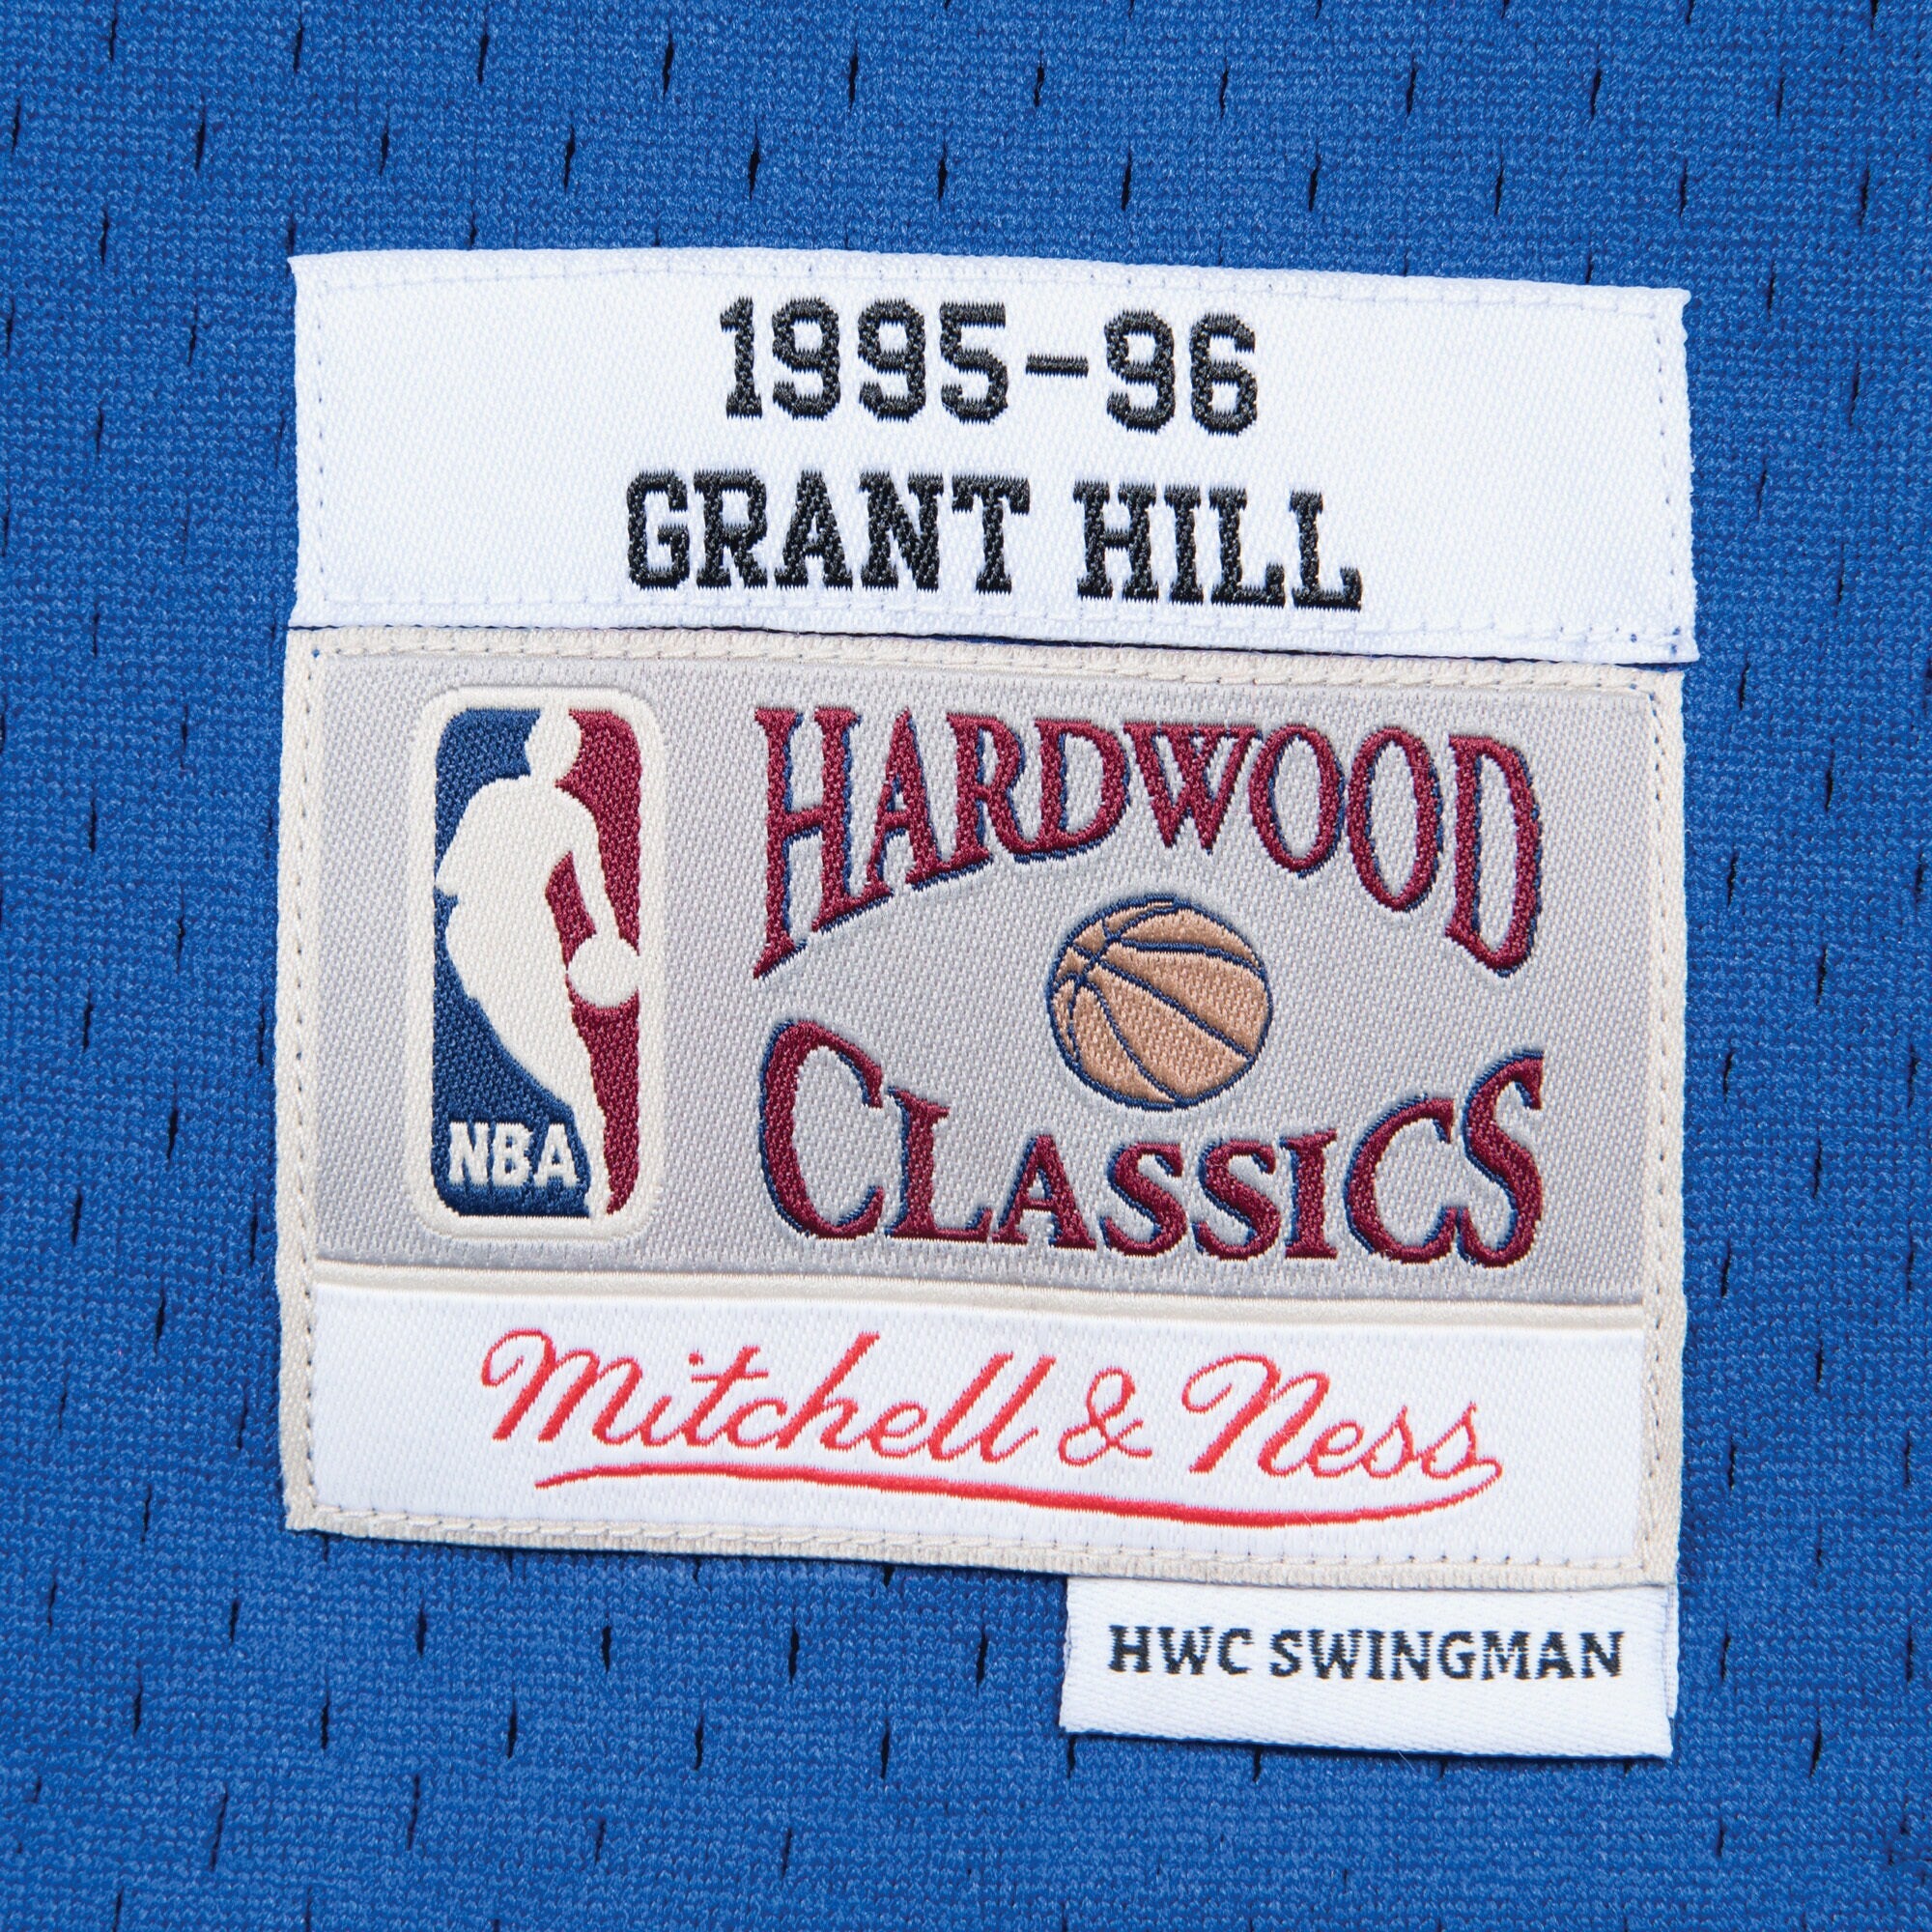 1995-96
GRANT HILL
HARDWOOD
CLASSICS
NBA
Mitchell & Ness
HWC SWINGMAN